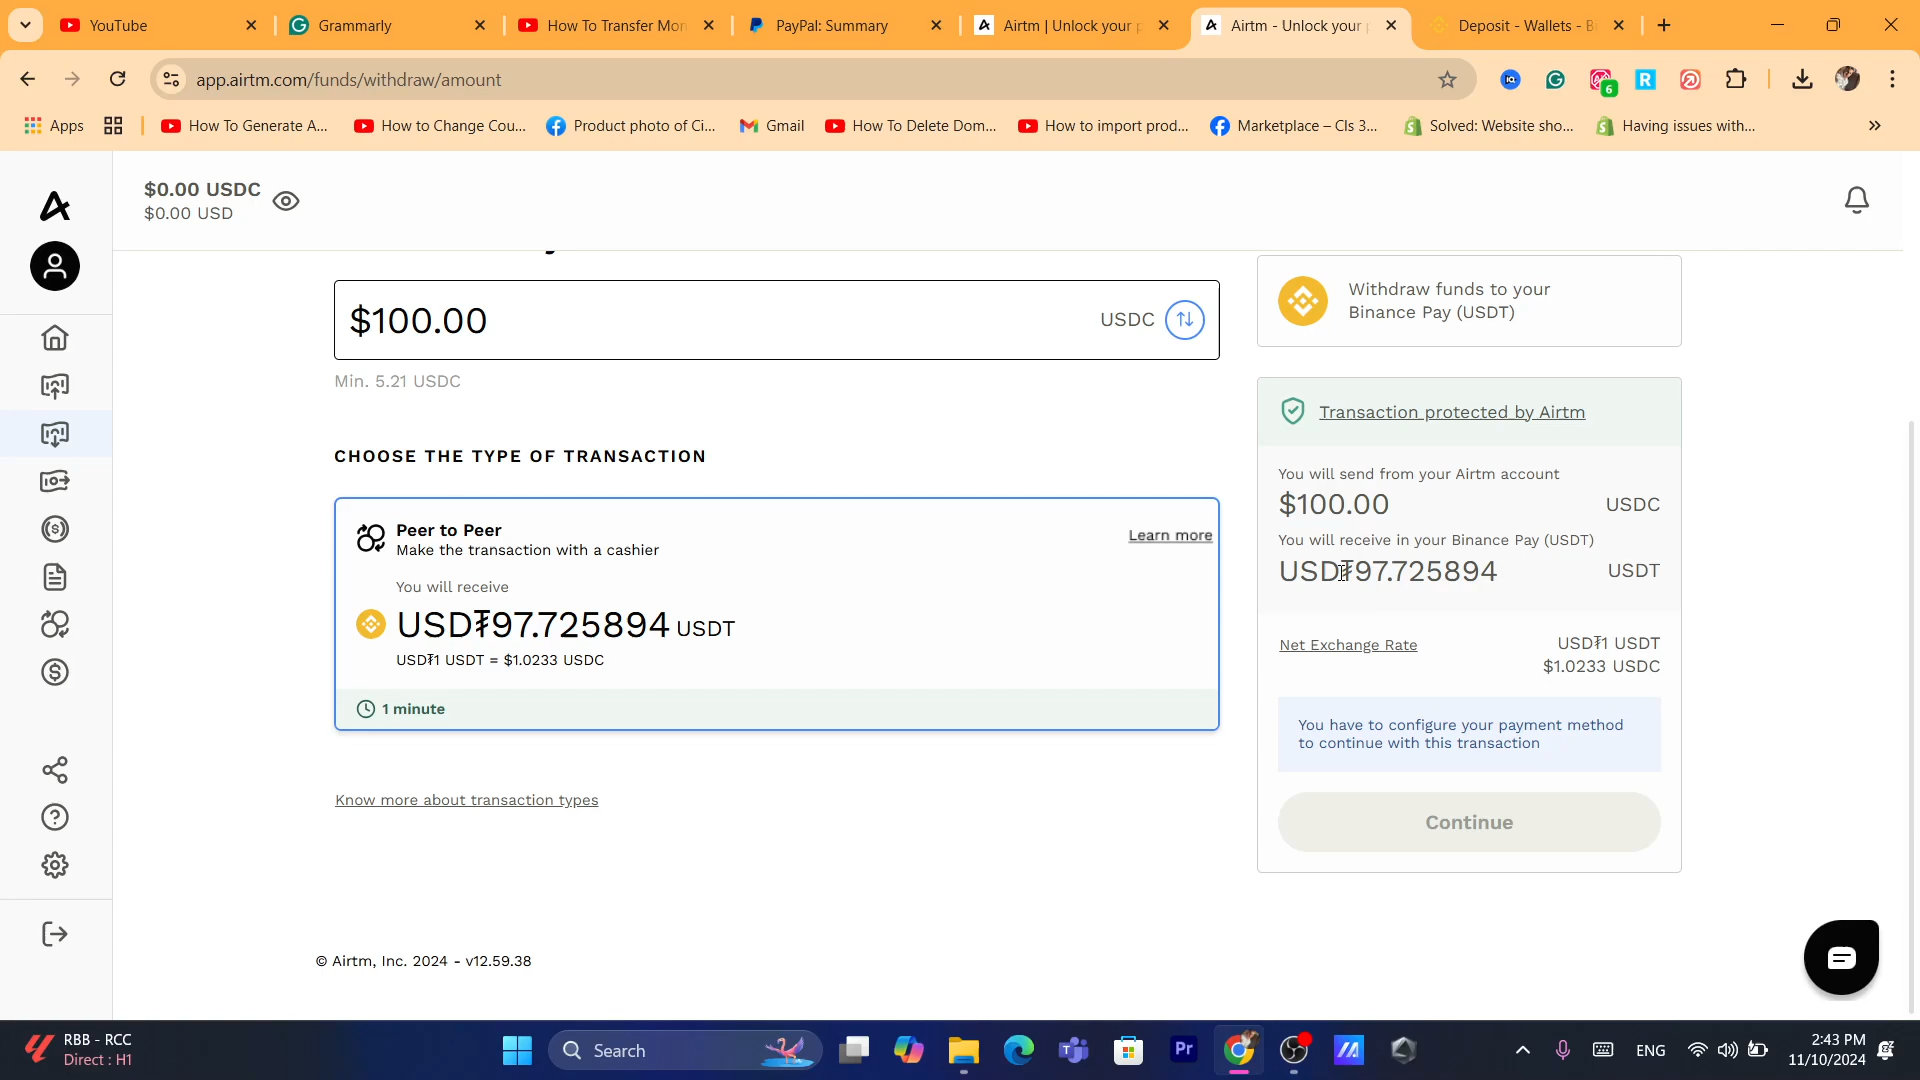 YouTube
Grammarly
How To Transfer Mon
PayPal: Summary
Airtm | Unlock your p
Airtm - Unlock your
Deposit - Wallets - Bi
app.airtm.com/funds/withdraw/amount
6
Apps
How To Generate A...
How to Change Cou...
Product photo of Ci...
Gmail
How To Delete Dom...
How to import prod...
Marketplace – Cls 3...
Solved: Website sho...
Having issues with...
$0.00 USDC
$0.00 USD
$100.00
USDC
Min. 5.21 USDC
CHOOSE THE TYPE OF TRANSACTION
Peer to Peer
Make the transaction with a cashier
Learn more
You will receive
USD₮97.725894 USDT
USD₮1 USDT = $1.0233 USDC
1 minute
Know more about transaction types
Withdraw funds to your
Binance Pay (USDT)
Transaction protected by Airtm
You will send from your Airtm account
$100.00 USDC
You will receive in your Binance Pay (USDT)
USD₮97.725894 USDT
Net Exchange Rate
USD₮1 USDT
$1.0233 USDC
You have to configure your payment method
to continue with this transaction
Continue
© Airtm, Inc. 2024 - v12.59.38
RBB - RCC
Direct : H1
Search
Pr
ENG
2:43 PM
11/10/2024